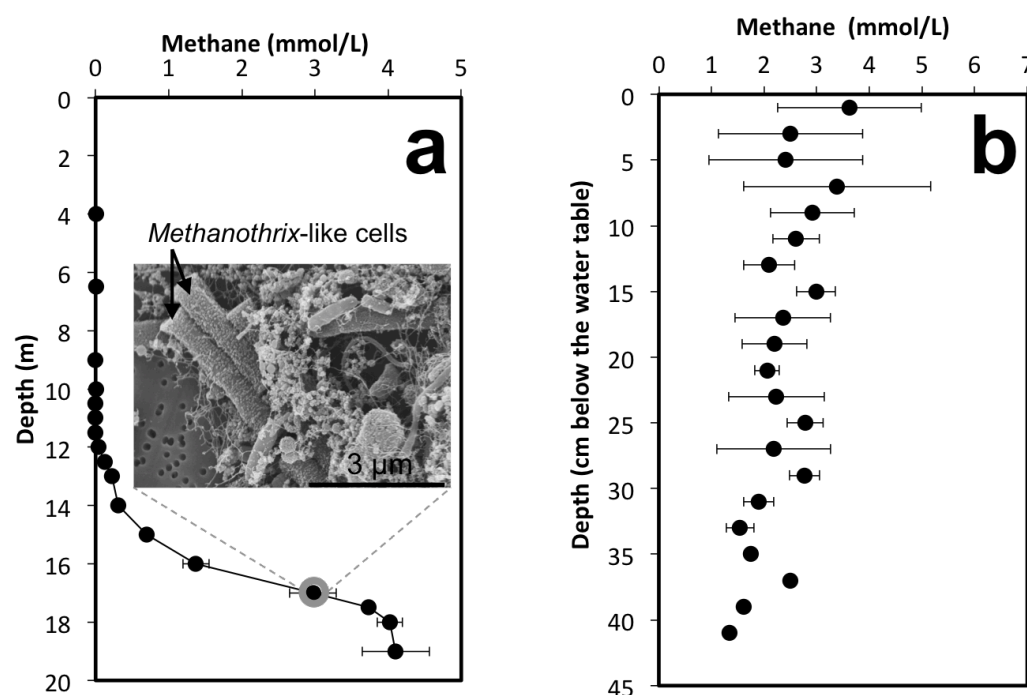 Methane (mmol/L)
0 1 2 3 4 5
0
2
4
6
8
10
12
14
16
18
20
Depth (m)
a
Methanothrix-like cells
3 µm
Methane (mmol/L)
0 1 2 3 4 5 6 7
0
5
10
15
20
25
30
35
40
45
Depth (cm below the water table)
b